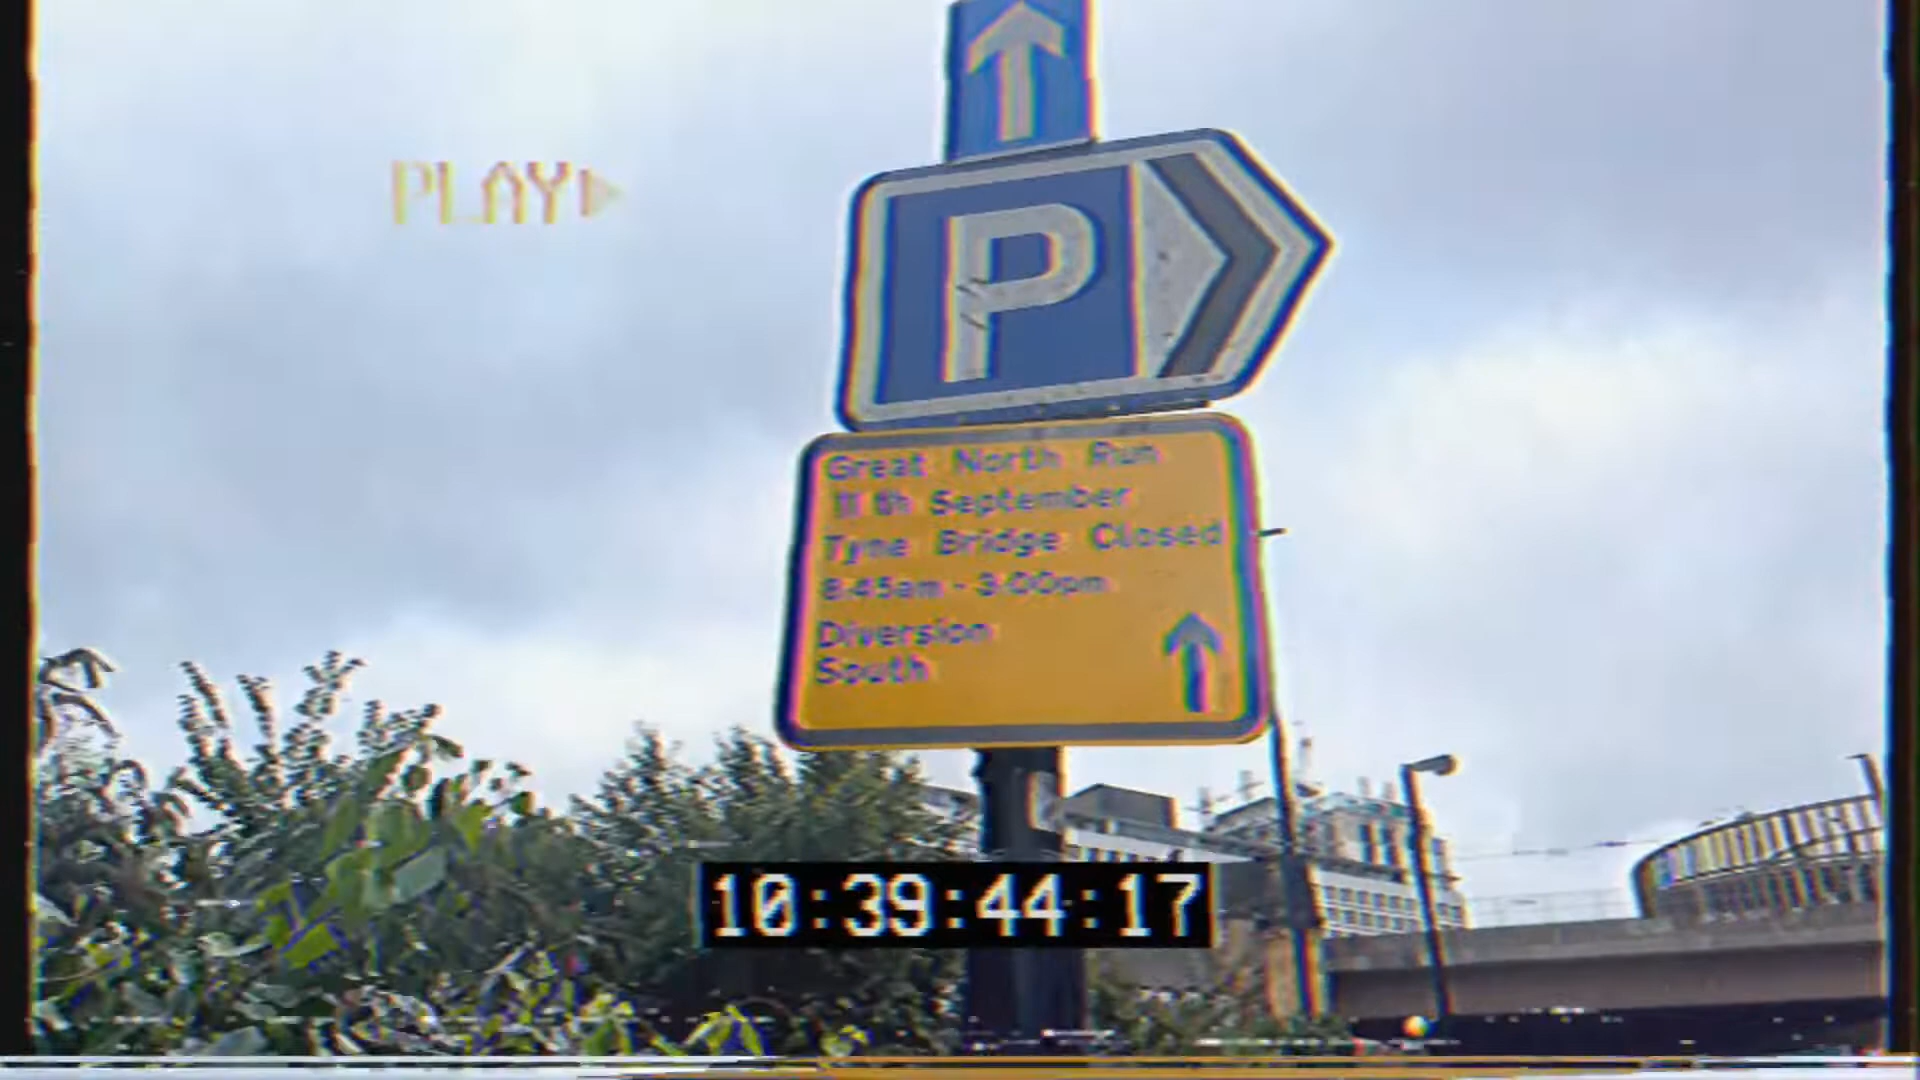 PLAY
P
Great North Run
11th September
Tyne Bridge Closed
8.45am - 3.00pm
Diversion
South
10:39:44:17